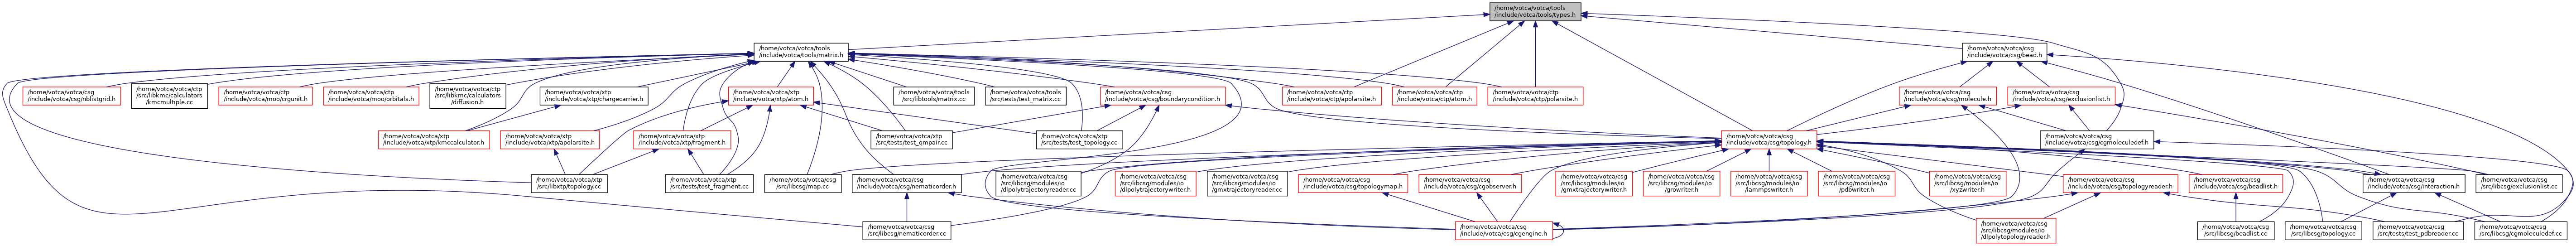 /home/votca/votca/tools
/include/votca/tools/types.h
/home/votca/votca/tools
/include/votca/tools/matrix.h
/home/votca/votca/csg
/include/votca/csg/bead.h
/home/votca/votca/csg
/include/votca/csg/nblistgrid.h
/home/votca/votca/ctp
/src/libkmc/calculators
/kmcmultiple.cc
/home/votca/votca/ctp
/include/votca/moo/crgunit.h
/home/votca/votca/ctp
/include/votca/moo/orbitals.h
/home/votca/votca/ctp
/src/libkmc/calculators
/diffusion.h
/home/votca/votca/xtp
/include/votca/xtp/chargecarrier.h
/home/votca/votca/xtp
/include/votca/xtp/atom.h
/home/votca/votca/tools
/src/libtools/matrix.cc
/home/votca/votca/tools
/src/tests/test_matrix.cc
/home/votca/votca/csg
/include/votca/csg/boundarycondition.h
/home/votca/votca/ctp
/include/votca/ctp/apolarsite.h
/home/votca/votca/ctp
/include/votca/ctp/atom.h
/home/votca/votca/ctp
/include/votca/ctp/polarsite.h
/home/votca/votca/csg
/include/votca/csg/molecule.h
/home/votca/votca/csg
/include/votca/csg/exclusionlist.h
/home/votca/votca/xtp
/include/votca/xtp/kmccalculator.h
/home/votca/votca/xtp
/include/votca/xtp/apolarsite.h
/home/votca/votca/xtp
/include/votca/xtp/fragment.h
/home/votca/votca/xtp
/src/tests/test_qmpair.cc
/home/votca/votca/xtp
/src/tests/test_topology.cc
/home/votca/votca/csg
/include/votca/csg/topology.h
/home/votca/votca/csg
/include/votca/csg/cgmoleculedef.h
/home/votca/votca/xtp
/src/libxtp/topology.cc
/home/votca/votca/xtp
/src/tests/test_fragment.cc
/home/votca/votca/csg
/src/libcsg/map.cc
/home/votca/votca/csg
/include/votca/csg/nematicorder.h
/home/votca/votca/csg
/src/libcsg/modules/io
/dlpolytrajectoryreader.cc
/home/votca/votca/csg
/src/libcsg/modules/io
/dlpolytrajectorywriter.h
/home/votca/votca/csg
/src/libcsg/modules/io
/gmxtrajectoryreader.cc
/home/votca/votca/csg
/include/votca/csg/topologymap.h
/home/votca/votca/csg
/include/votca/csg/cgobserver.h
/home/votca/votca/csg
/src/libcsg/modules/io
/gmxtrajectorywriter.h
/home/votca/votca/csg
/src/libcsg/modules/io
/growriter.h
/home/votca/votca/csg
/src/libcsg/modules/io
/lammpswriter.h
/home/votca/votca/csg
/src/libcsg/modules/io
/pdbwriter.h
/home/votca/votca/csg
/src/libcsg/modules/io
/xyzwriter.h
/home/votca/votca/csg
/include/votca/csg/topologyreader.h
/home/votca/votca/csg
/include/votca/csg/beadlist.h
/home/votca/votca/csg
/include/votca/csg/interaction.h
/home/votca/votca/csg
/src/libcsg/exclusionlist.cc
/home/votca/votca/csg
/src/libcsg/nematicorder.cc
/home/votca/votca/csg
/include/votca/csg/cgengine.h
/home/votca/votca/csg
/src/libcsg/modules/io
/dlpolytopologyreader.h
/home/votca/votca/csg
/src/libcsg/beadlist.cc
/home/votca/votca/csg
/src/libcsg/topology.cc
/home/votca/votca/csg
/src/tests/test_pdbreader.cc
/home/votca/votca/csg
/src/libcsg/cgmoleculedef.cc